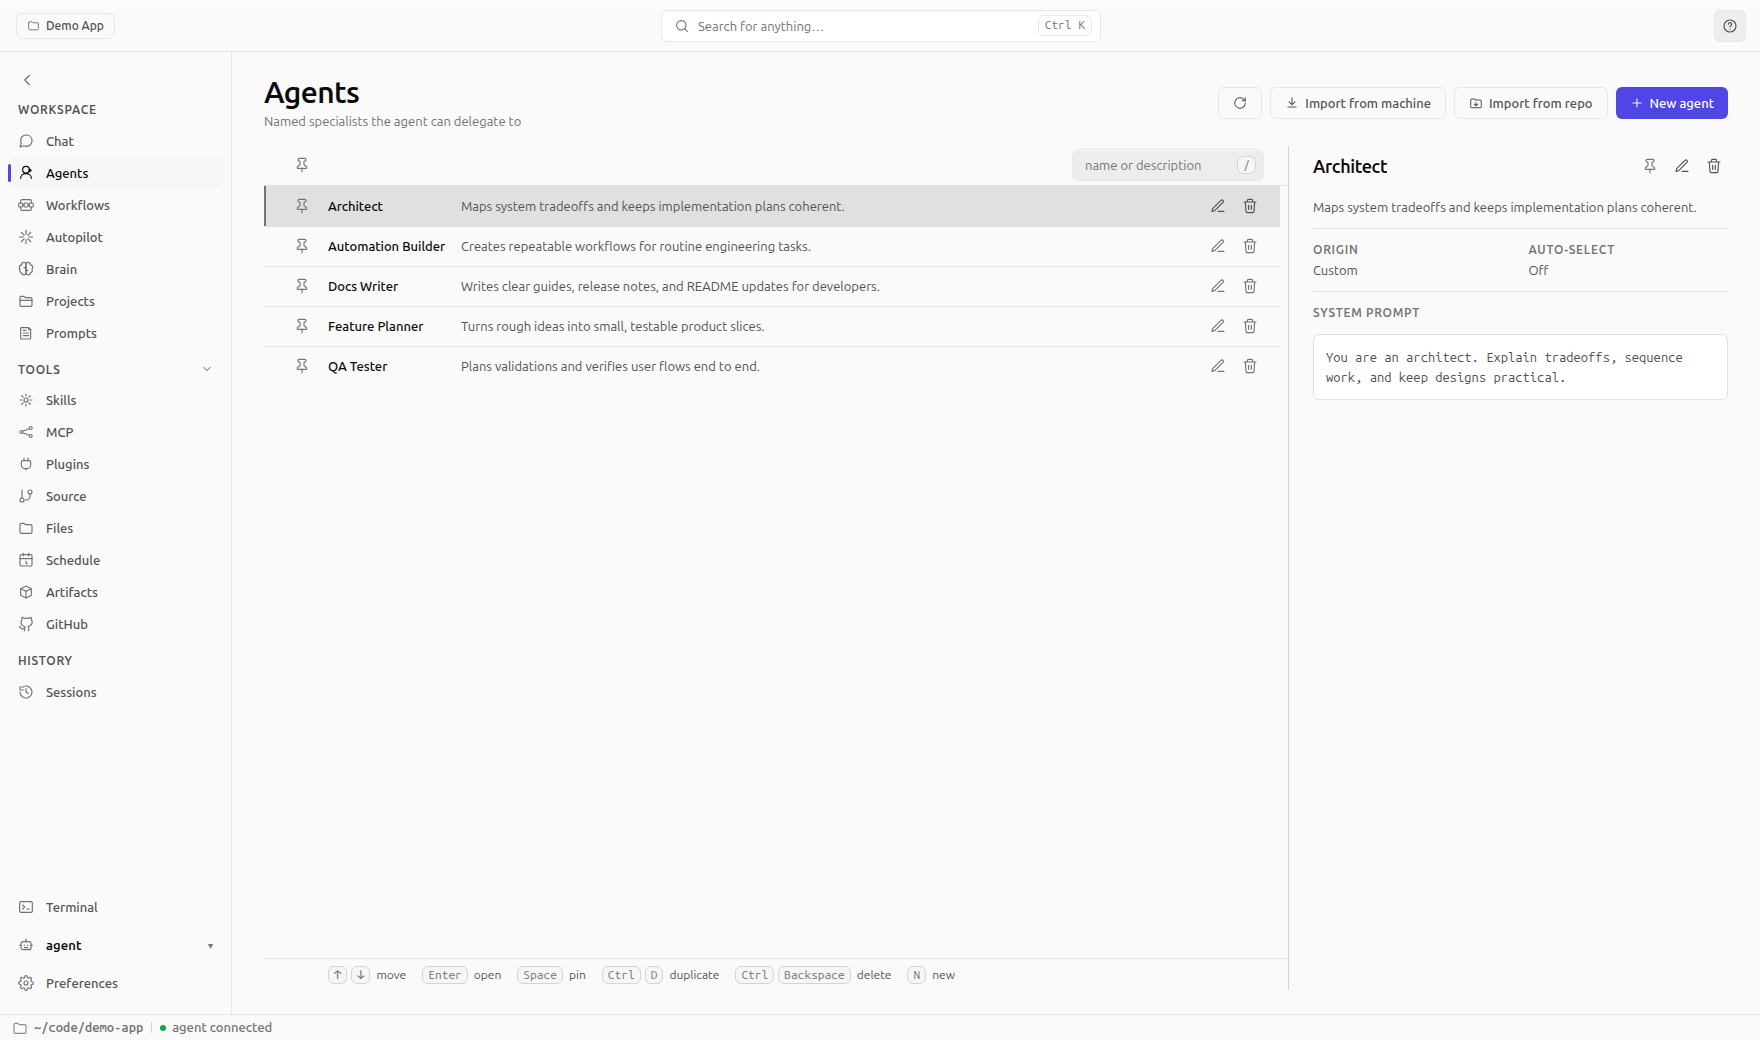 Demo App
Search for anything...
Ctrl K
WORKSPACE
Chat
Agents
Workflows
Autopilot
Brain
Projects
Prompts
TOOLS
Skills
MCP
Plugins
Source
Files
Schedule
Artifacts
GitHub
HISTORY
Sessions
Terminal
agent
Preferences
Agents
Named specialists the agent can delegate to
Import from machine
Import from repo
New agent
name or description /
Architect Maps system tradeoffs and keeps implementation plans coherent.
Automation Builder Creates repeatable workflows for routine engineering tasks.
Docs Writer Writes clear guides, release notes, and README updates for developers.
Feature Planner Turns rough ideas into small, testable product slices.
QA Tester Plans validations and verifies user flows end to end.
↑ ↓ move Enter open Space pin Ctrl D duplicate Ctrl Backspace delete N new
Architect
Maps system tradeoffs and keeps implementation plans coherent.
ORIGIN AUTO-SELECT
Custom Off
SYSTEM PROMPT
You are an architect. Explain tradeoffs, sequence
work, and keep designs practical.
~/code/demo-app agent connected